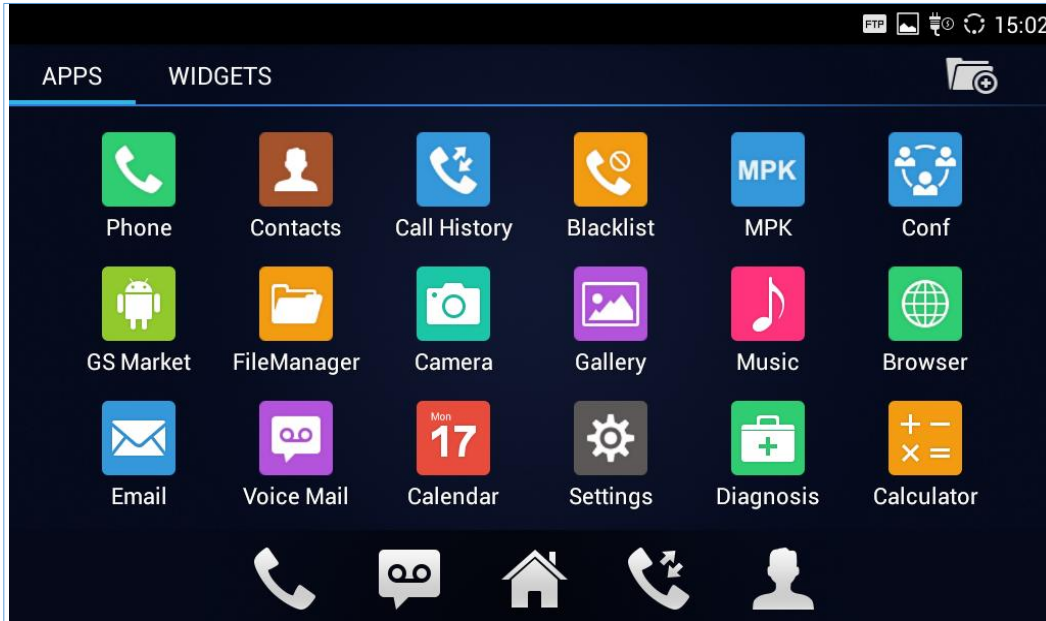 FTP 15:02
APPS WIDGETS
MPK
Phone Contacts Call History Blacklist MPK Conf
GS Market FileManager Camera Gallery Music Browser
Mon
17
Email Voice Mail Calendar Settings Diagnosis Calculator